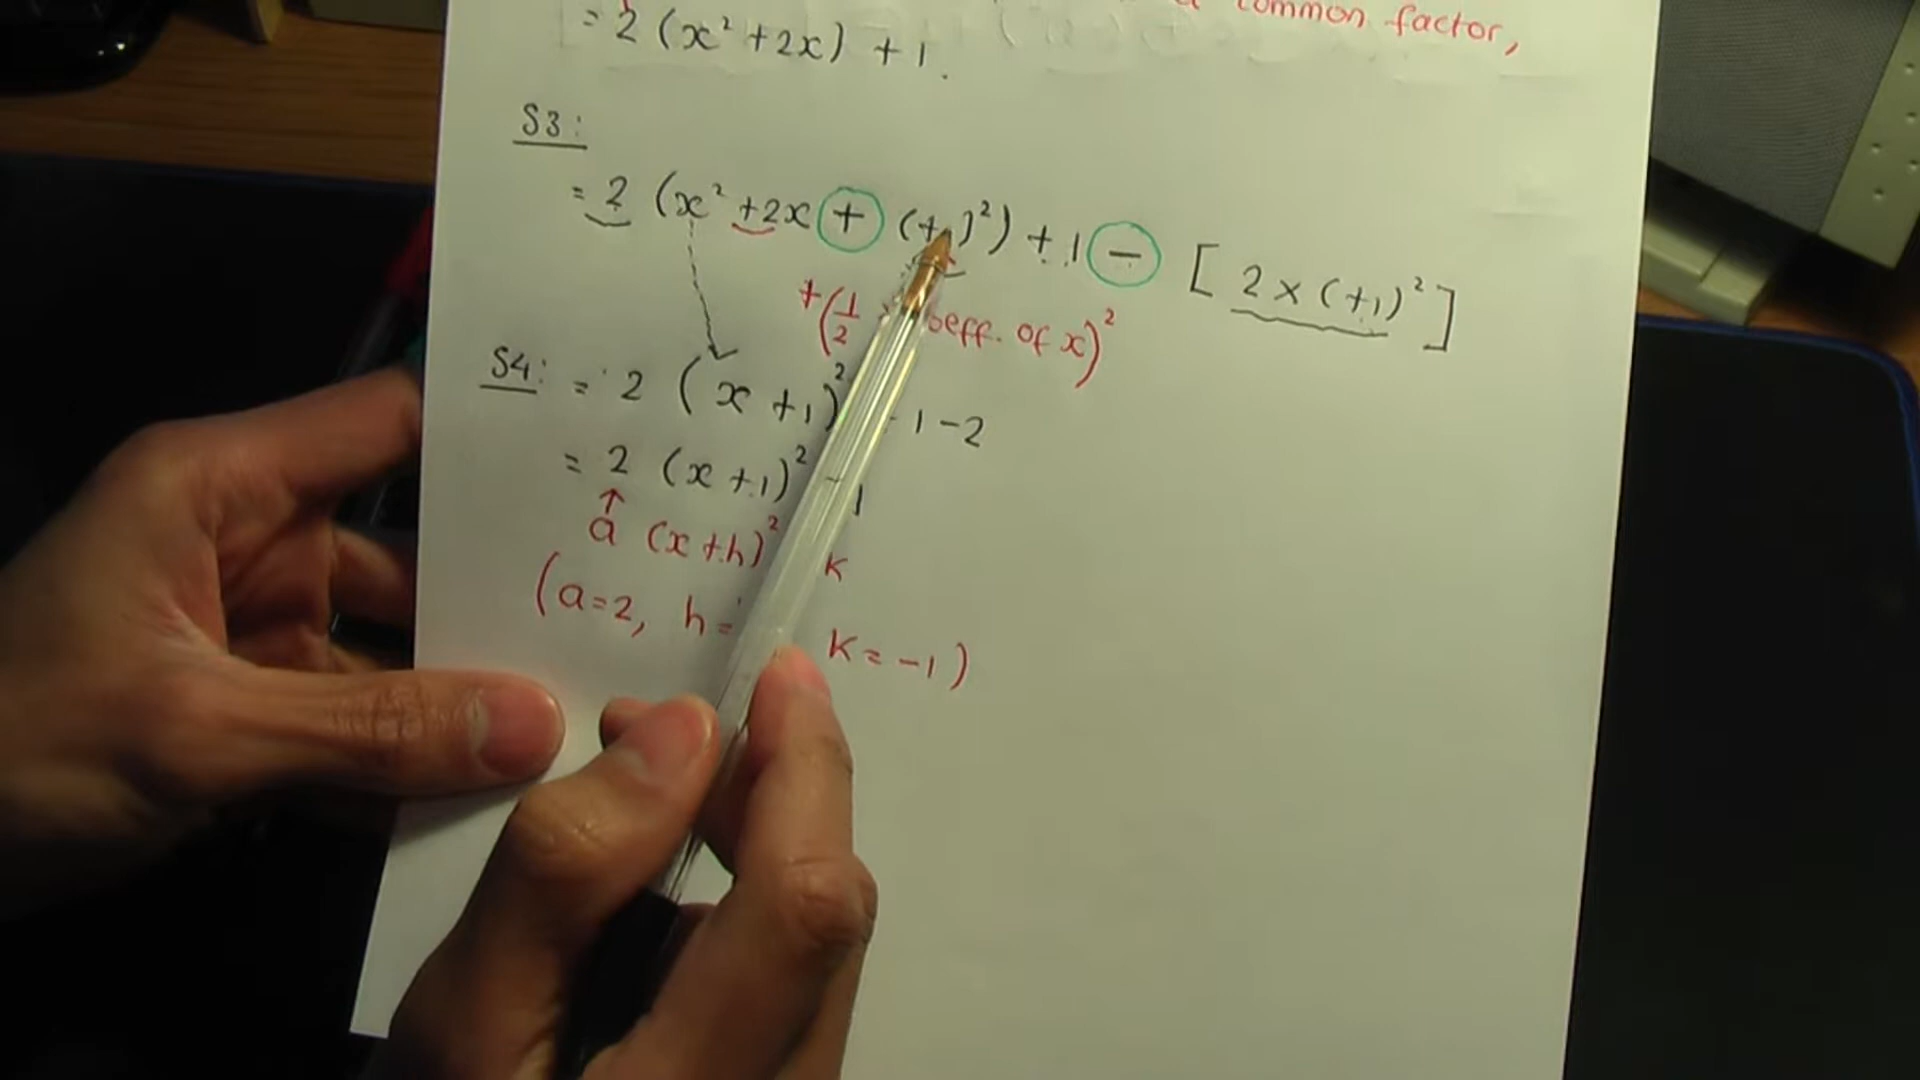 common factor,
= 2 (x² + 2x) + 1.
S3:
= 2 (x² + 2x + (+1)²) + 1 - [2 × (+1)²]
+(1/2 coeff. of x)²
S4: = 2 (x + 1)² 1 - 2
= 2 (x + 1)² - 1
↑
a (x + h)² k
(a = 2, h = k = -1)